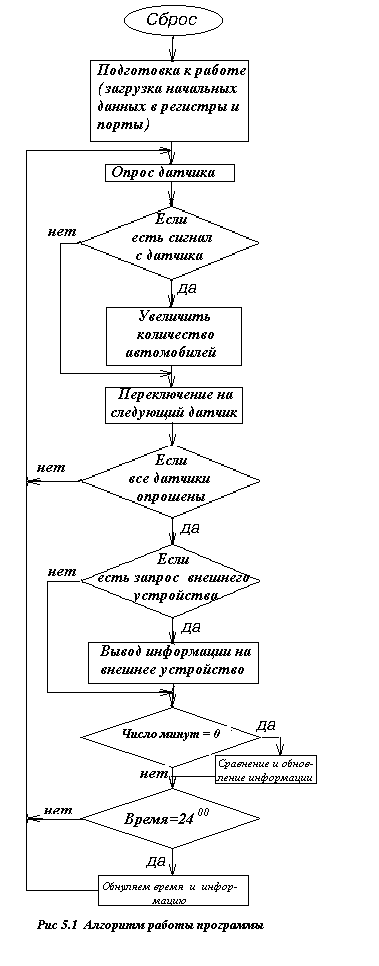 Сброс
Подготовка к работе
(загрузка начальных
данных в регистры и
порты)
Опрос датчика
Если
есть сигнал
с датчика
нет
да
Увеличить
количество
автомобилей
Переключение на
следующий датчик
Если
все датчики
опрошены
нет
да
Если
есть запрос внешнего
устройства
нет
да
Вывод информации на
внешнее устройство
Число минут = 0
да
Сравнение и обнов-
ление информации
нет
Время=24 00
нет
да
Обнуляем время и инфор-
мацию
Рис 5.1 Алгоритм работы программы